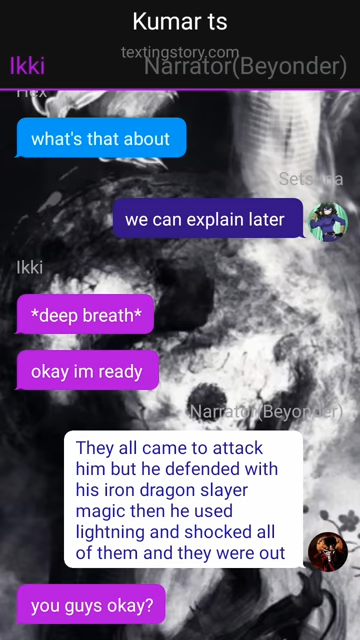 Kumar ts
textingstory.com
Ikki
Narrator(Beyonder)
Hex
what's that about
Setsuna
we can explain later
Ikki
*deep breath*
okay im ready
Narrator(Beyonder)
They all came to attack
him but he defended with
his iron dragon slayer
magic then he used
lightning and shocked all
of them and they were out
you guys okay?